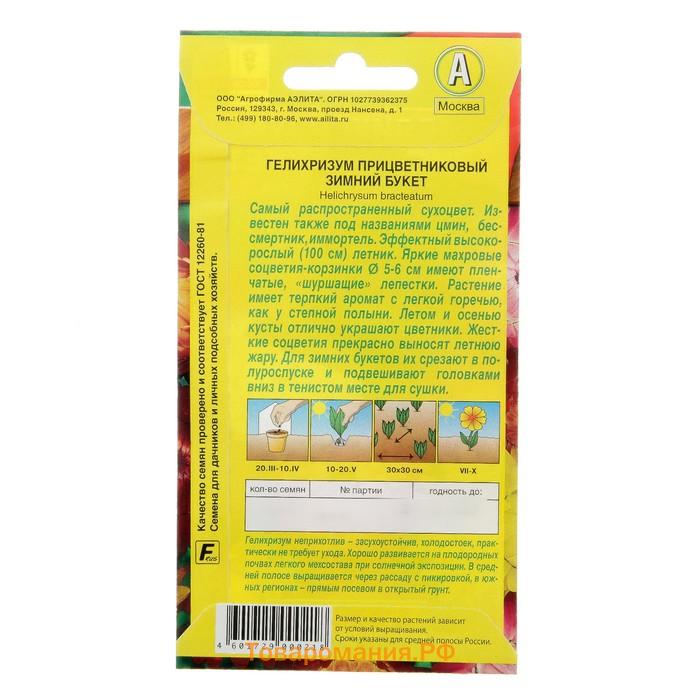 ООО "Агрофирма АЭЛИТА". ОГРН 1027739362375
Россия, 129343, г. Москва, проезд Нансена, д. 1
Тел.: (499) 180-80-96, www.ailita.ru
А
Москва
ГЕЛИХРИЗУМ ПРИЦВЕТНИКОВЫЙ
ЗИМНИЙ БУКЕТ
Helichrysum bracteatum
Самый распространенный сухоцвет. Из-
вестен также под названиями цмин, бес-
смертник, иммортель. Эффектный высоко-
рослый (100 см) летник. Яркие махровые
соцветия-корзинки Ø 5-6 см имеют плен-
чатые, «шуршащие» лепестки. Растение
имеет терпкий аромат с легкой горечью,
как у степной полыни. Летом и осенью
кусты отлично украшают цветники. Жест-
кие соцветия прекрасно выносят летнюю
жару. Для зимних букетов их срезают в по-
луроспуске и подвешивают головками
вниз в тенистом месте для сушки.
20.III-10.IV
10-20.V
30х30 см
VII-X
кол-во семян
№ партии
годность до:
Гелихризум неприхотлив – засухоустойчив, холодостоек, прак-
тически не требует ухода. Хорошо развивается на плодородных
почвах легкого мехсостава при солнечной экспозиции. В сред-
ней полосе выращивается через рассаду с пикировкой, в юж-
ных регионах – прямым посевом в открытый грунт.
Размер и качество растений зависит
от условий выращивания.
Сроки указаны для средней полосы России.
4 601729 000218
Качество семян проверено и соответствует ГОСТ 12260-81
Семена для дачников и личных подсобных хозяйств.
Товаромания.РФ